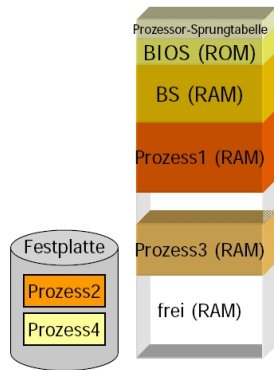 Prozessor-Sprungtabelle
BIOS (ROM)
BS (RAM)
Prozess1 (RAM)
Prozess3 (RAM)
frei (RAM)
Festplatte
Prozess2
Prozess4